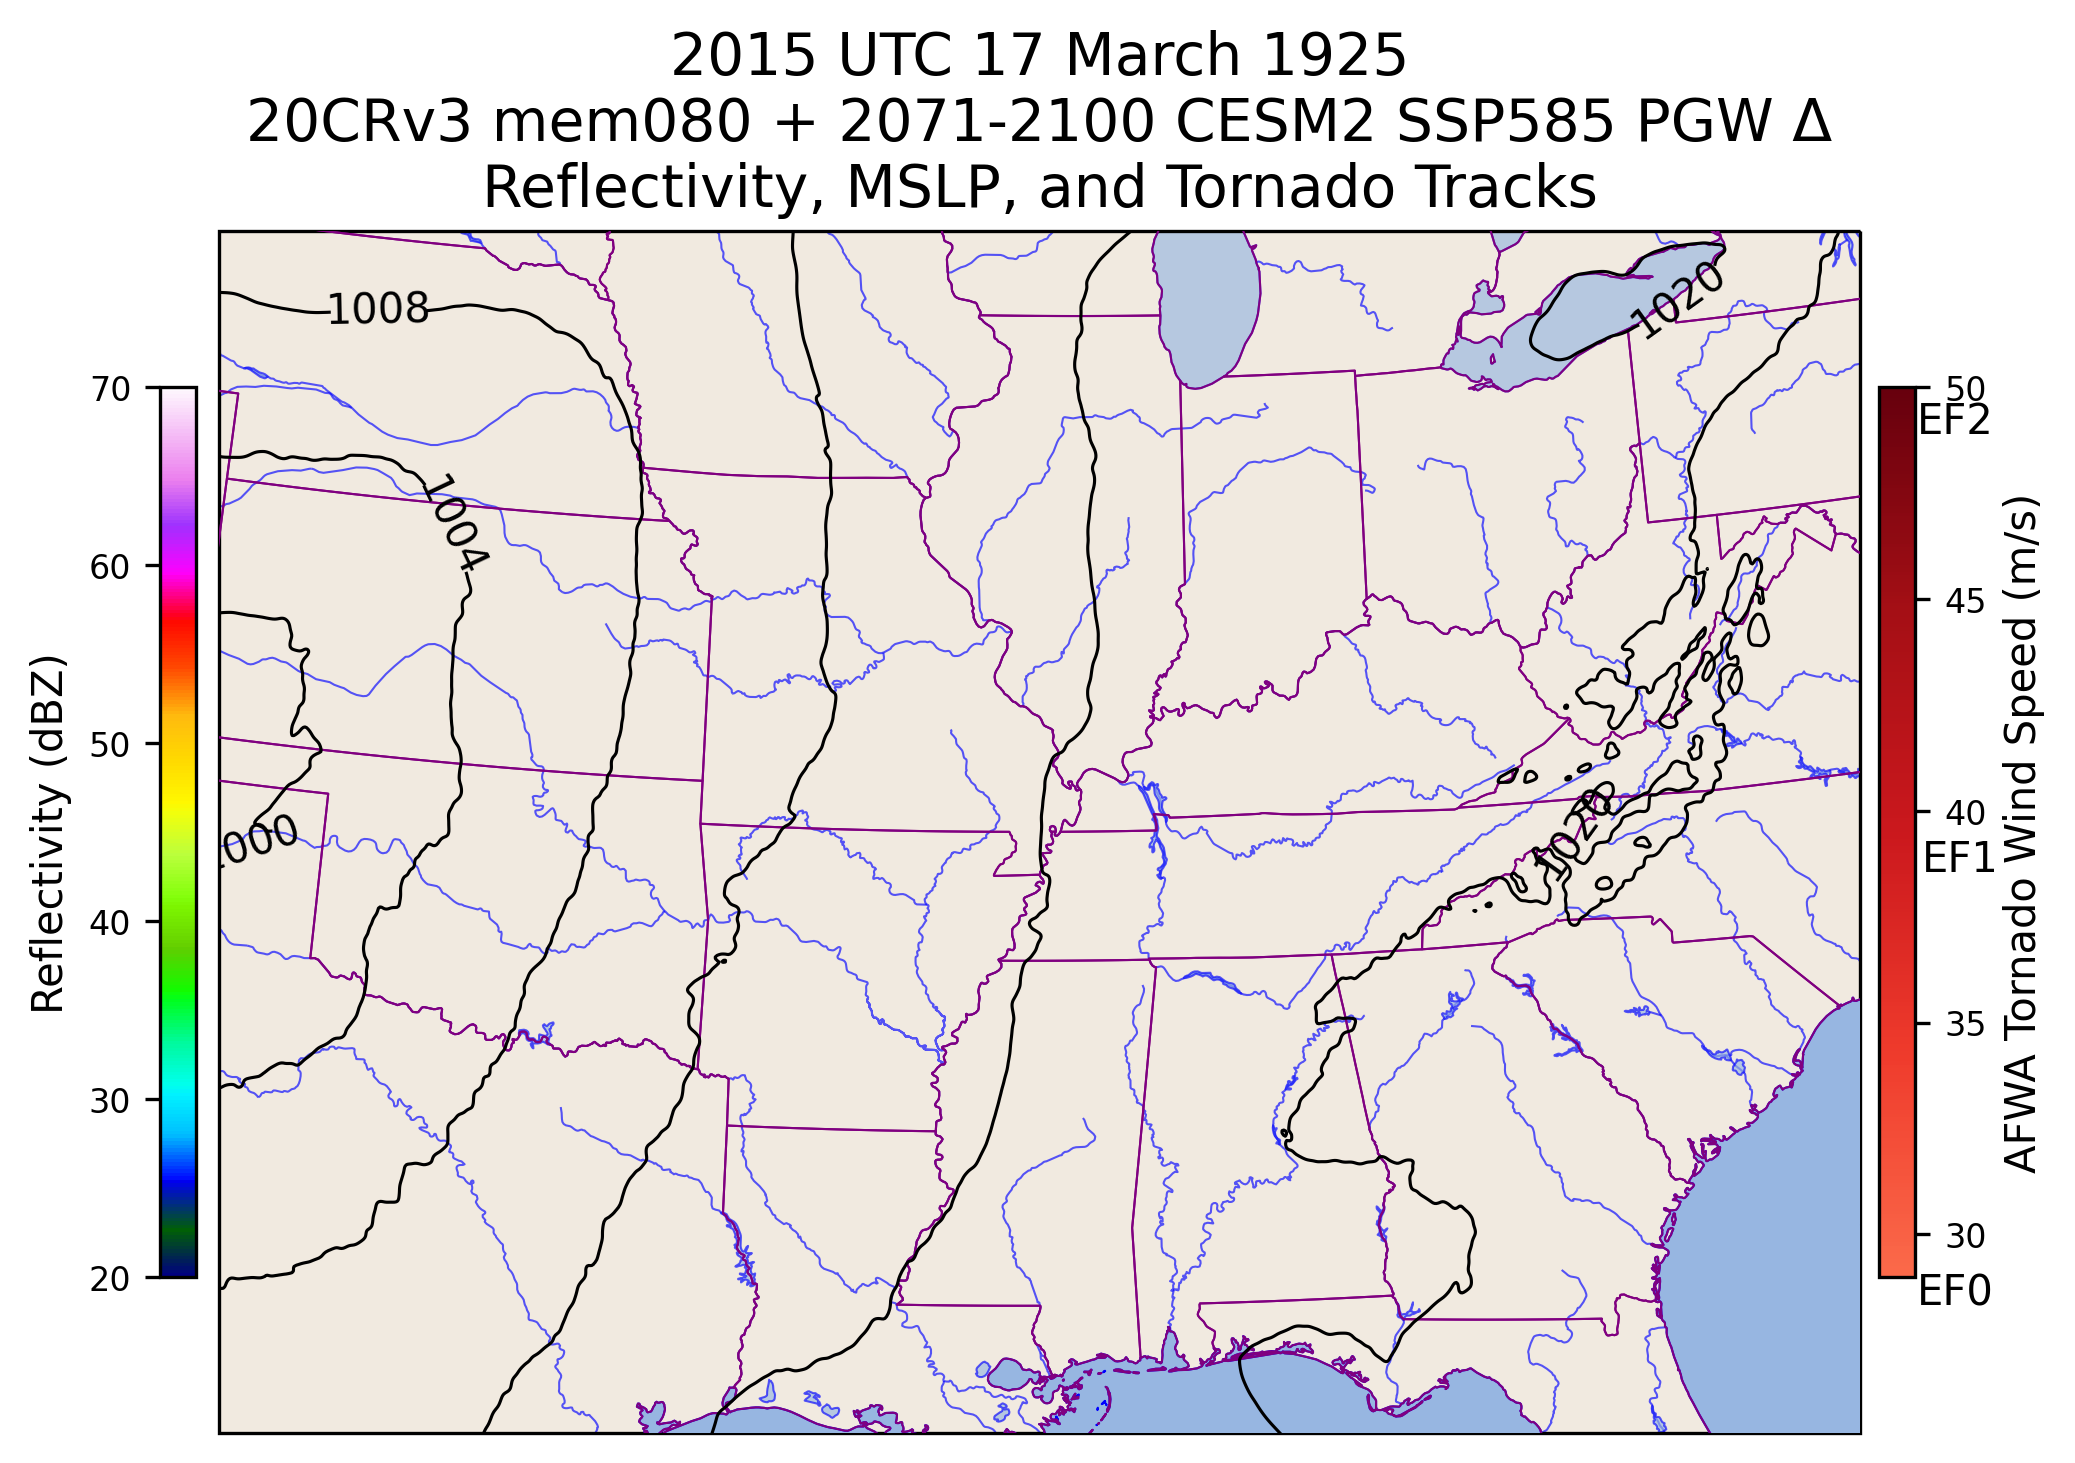 2015 UTC 17 March 1925
20CRv3 mem080 + 2071-2100 CESM2 SSP585 PGW Δ
Reflectivity, MSLP, and Tornado Tracks
1008
1020
1004
000
1020
70
60
50
40
30
20
Reflectivity (dBZ)
50
EF2
45
40
EF1
35
30
EF0
AFWA Tornado Wind Speed (m/s)